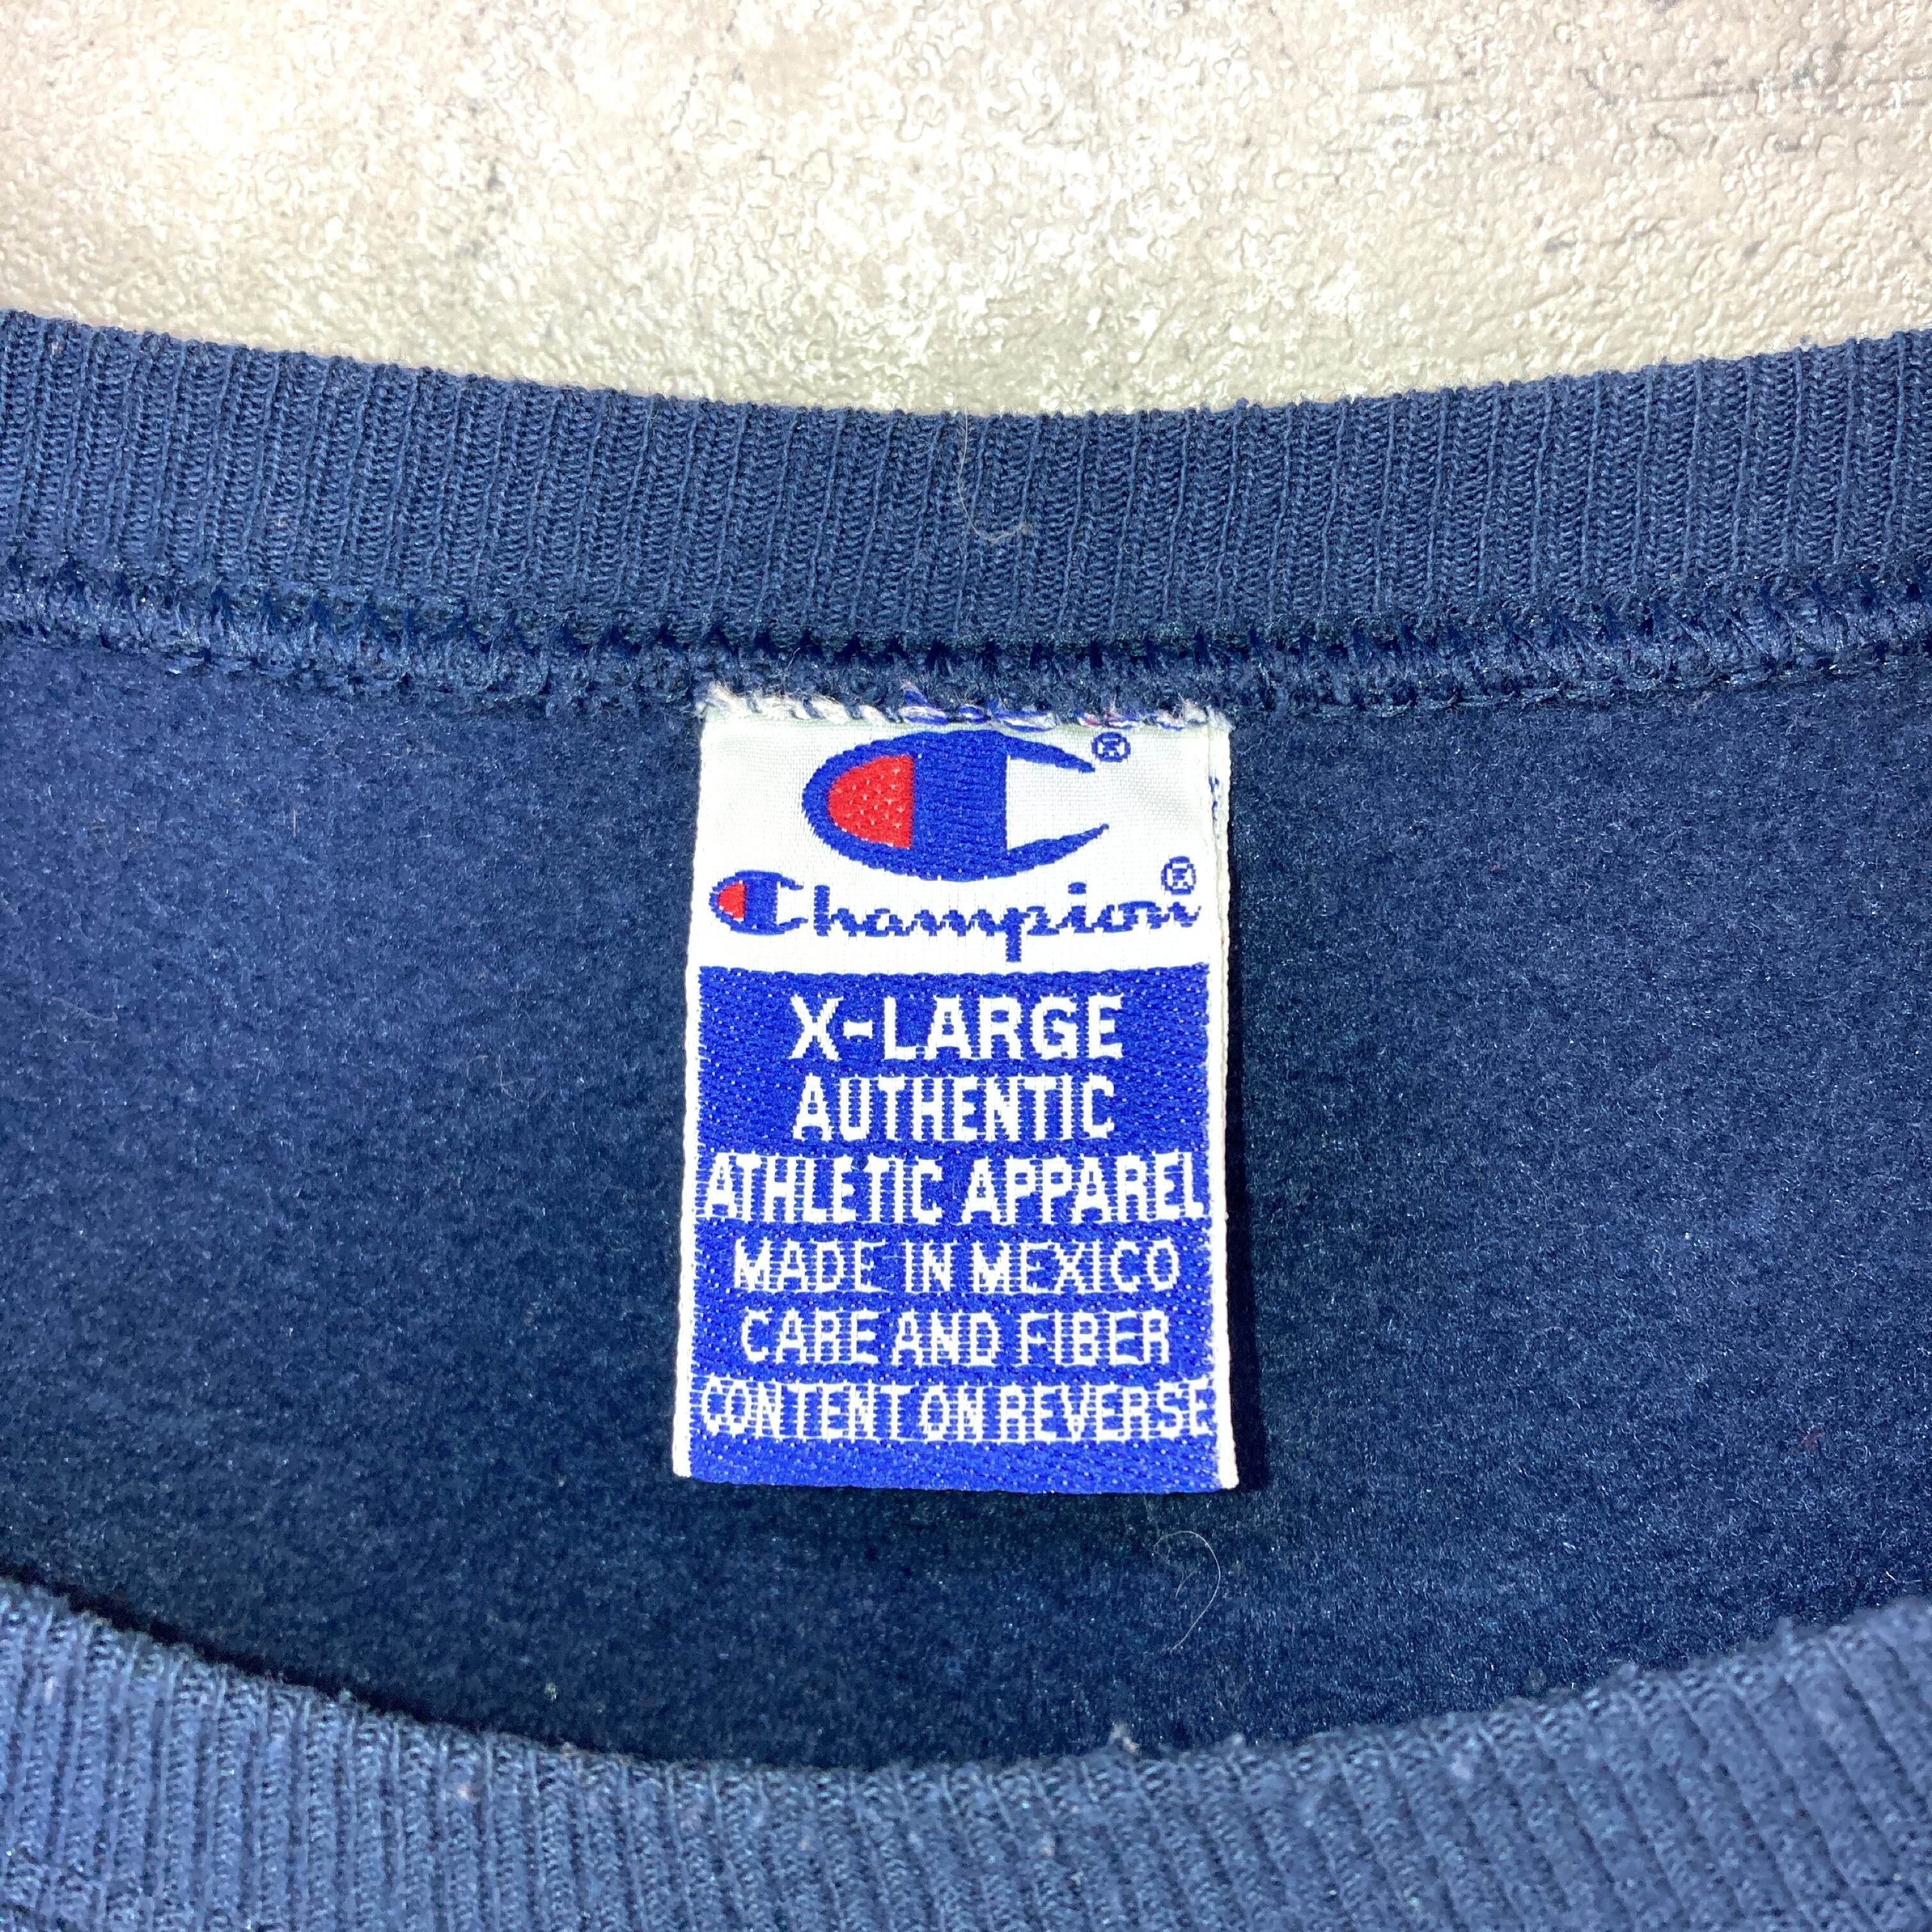 ®
Champion®
X-LARGE
AUTHENTIC
ATHLETIC APPAREL
MADE IN MEXICO
CARE AND FIBER
CONTENT ON REVERSE